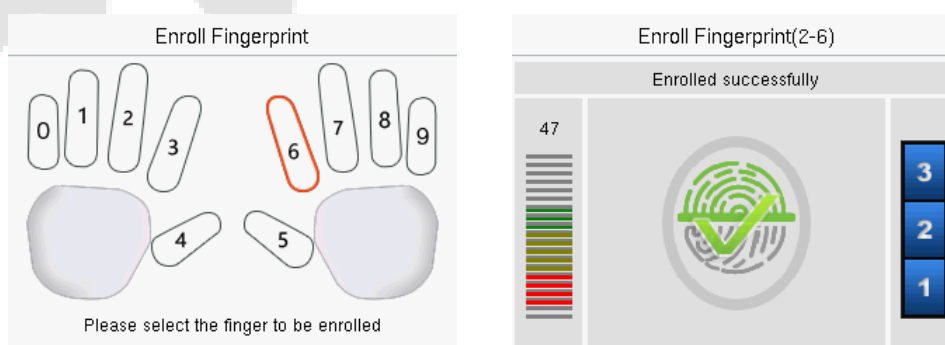 Enroll Fingerprint
0 1 2 3 4 5 6 7 8 9
Please select the finger to be enrolled
Enroll Fingerprint(2-6)
Enrolled successfully
47
3
2
1